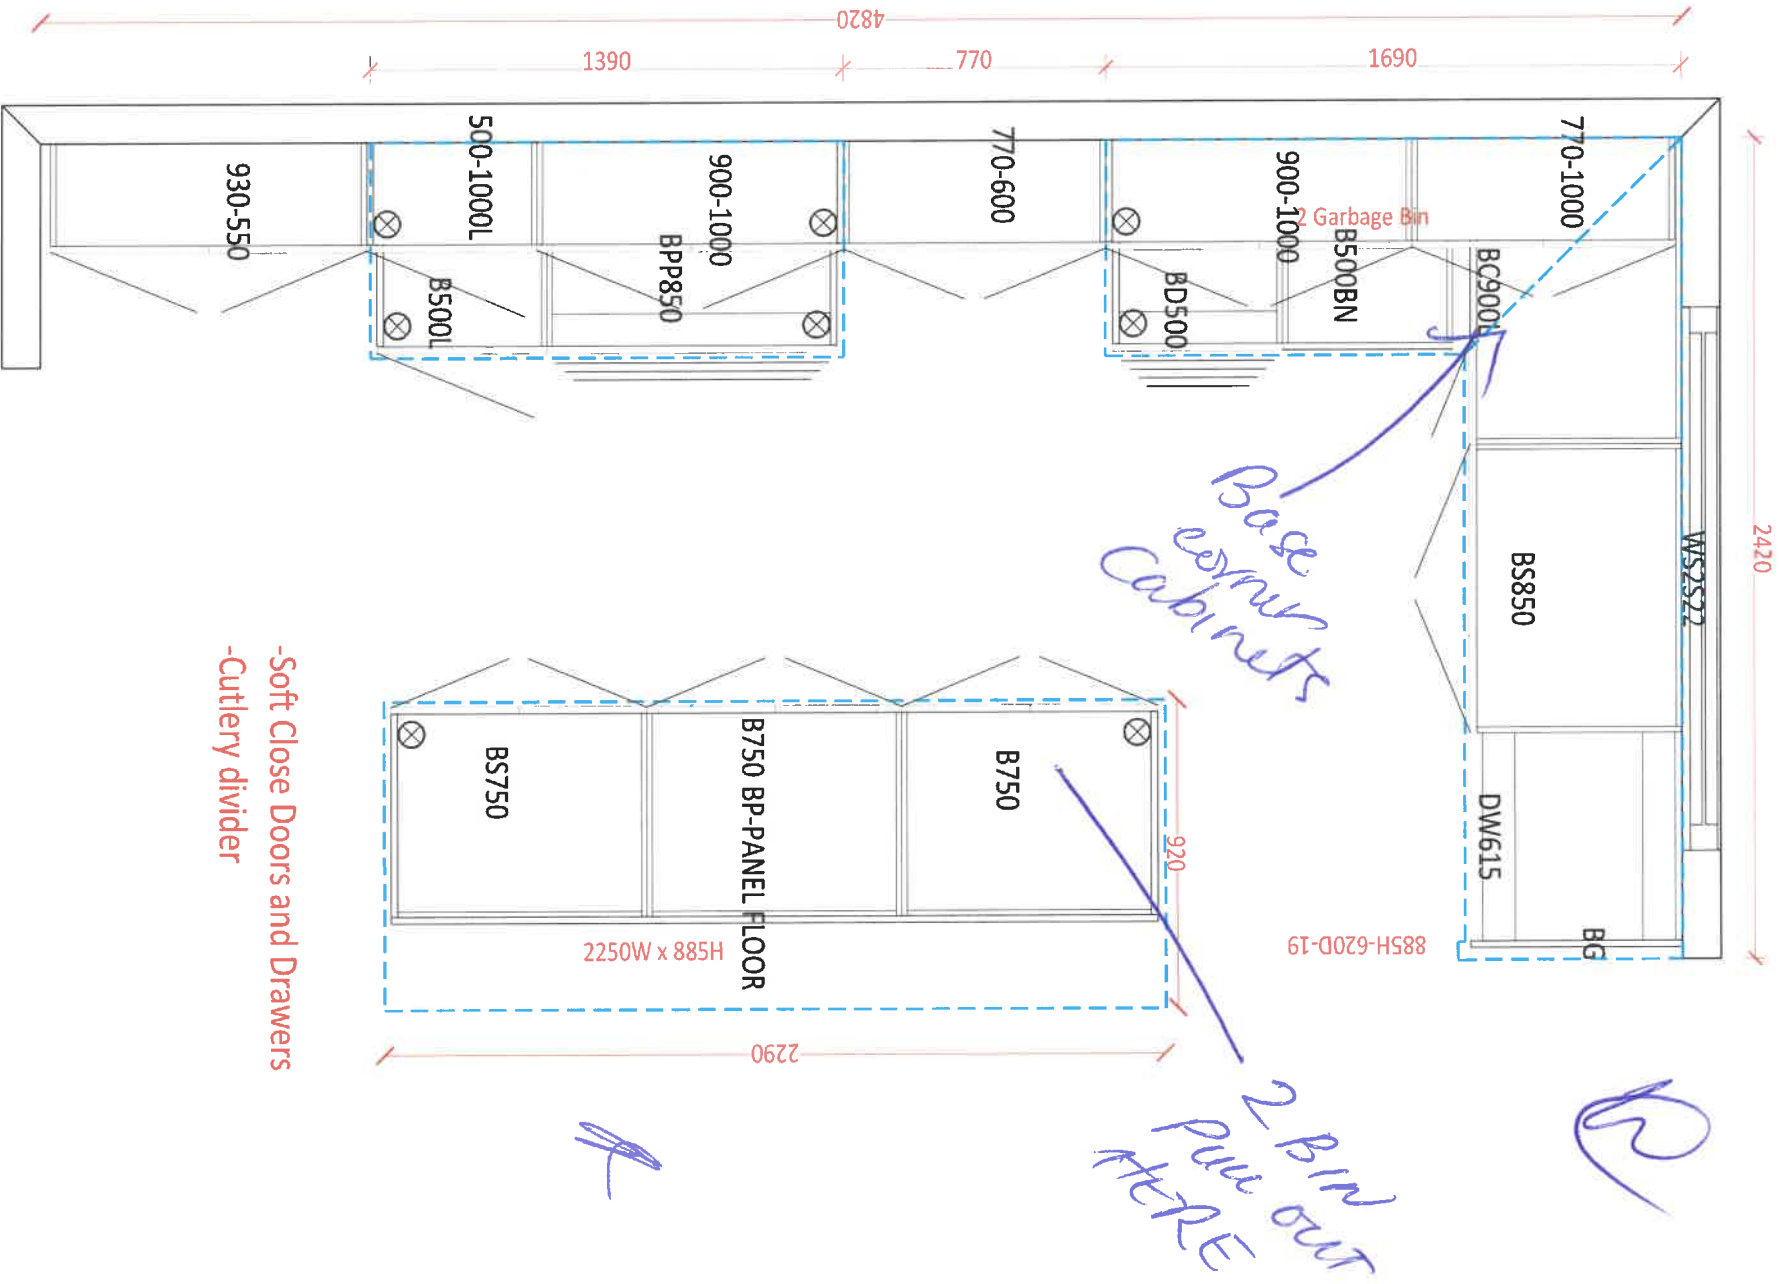 4820
1390
770
1690
2420
930-550
500-1000L
900-1000
770-600
900-1000
770-1000
2 Garbage Bin
B500L
BPP850
BD500
B500BN
BC900L
WS2S22
BS850
DW615
BG
885H-620D-19
Base
corner
Cabinets
BS750
B750 BP-PANEL FLOOR
B750
920
2250W x 885H
2290
-Soft Close Doors and Drawers
-Cutlery divider
2 BIN
Pull out
HERE